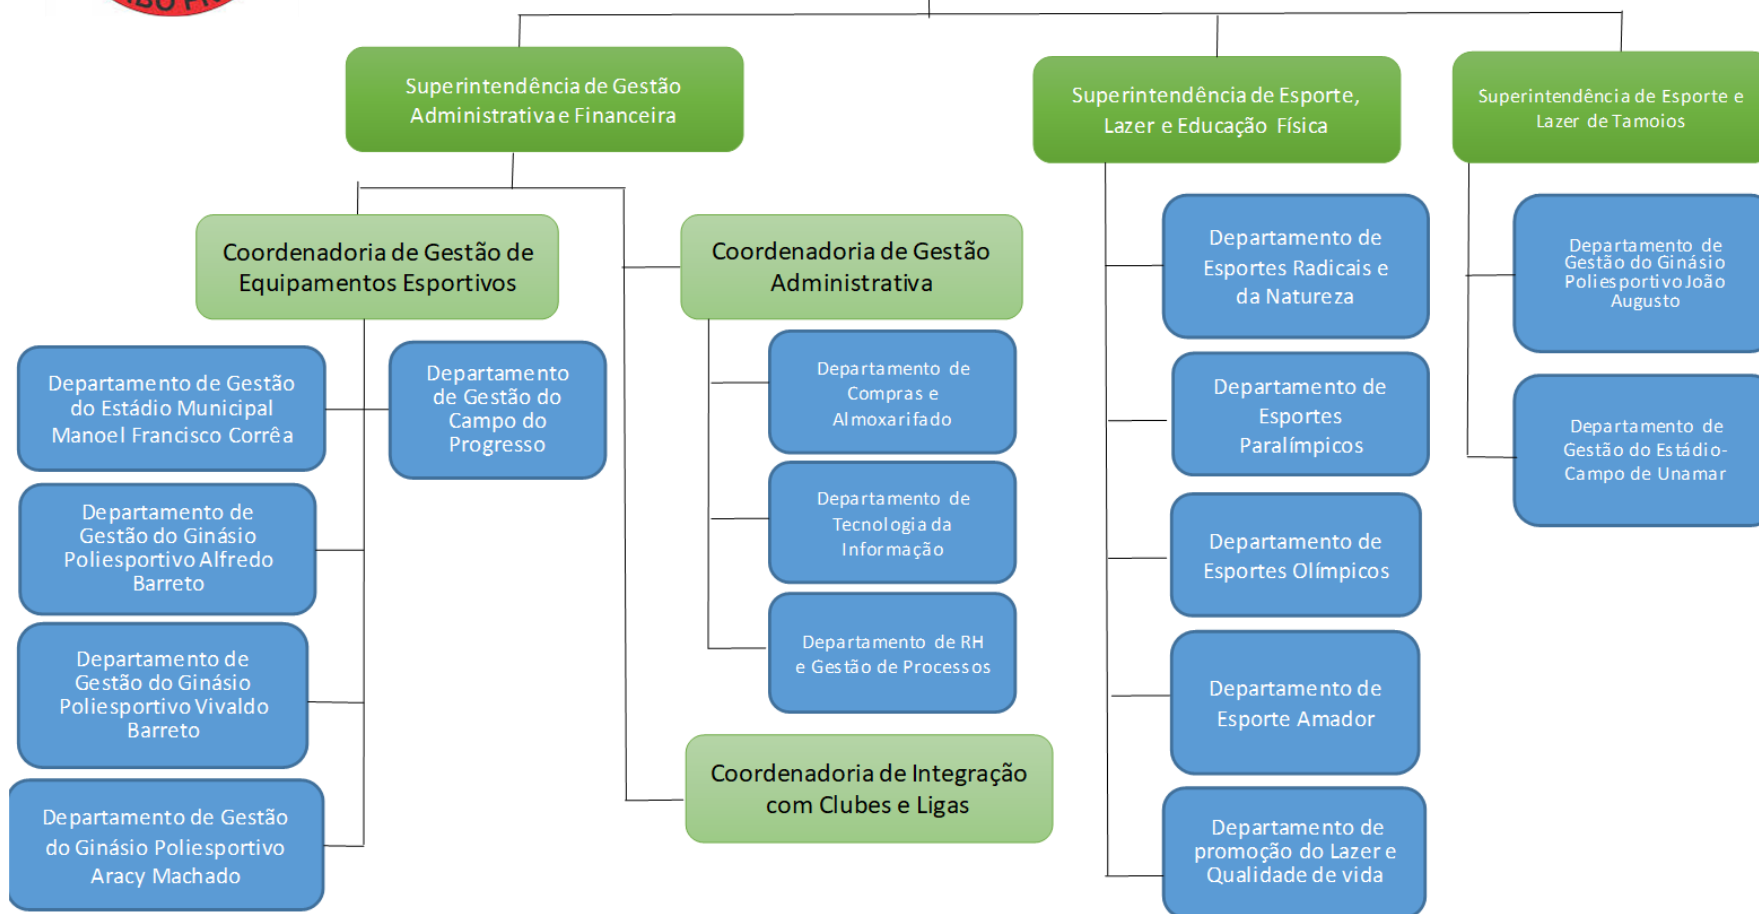 Superintendência de Gestão
Administrativa e Financeira
Superintendência de Esporte,
Lazer e Educação Física
Superintendência de Esporte e
Lazer de Tamoios
Coordenadoria de Gestão de
Equipamentos Esportivos
Departamento de Gestão
do Estádio Municipal
Manoel Francisco Corrêa
Departamento
de Gestão do
Campo do
Progresso
Departamento de
Gestão do Ginásio
Poliesportivo Alfredo
Barreto
Departamento de
Gestão do Ginásio
Poliesportivo Vivaldo
Barreto
Departamento de Gestão
do Ginásio Poliesportivo
Aracy Machado
Coordenadoria de Gestão
Administrativa
Departamento de
Compras e
Almoxarifado
Departamento de
Tecnologia da
Informação
Departamento de RH
e Gestão de Processos
Coordenadoria de Integração
com Clubes e Ligas
Departamento de
Esportes Radicais e
da Natureza
Departamento de
Esportes
Paralímpicos
Departamento de
Esportes Olímpicos
Departamento de
Esporte Amador
Departamento de
promoção do Lazer e
Qualidade de vida
Departamento de
Gestão do Ginásio
Poliesportivo João
Augusto
Departamento de
Gestão do Estádio-
Campo de Unamar